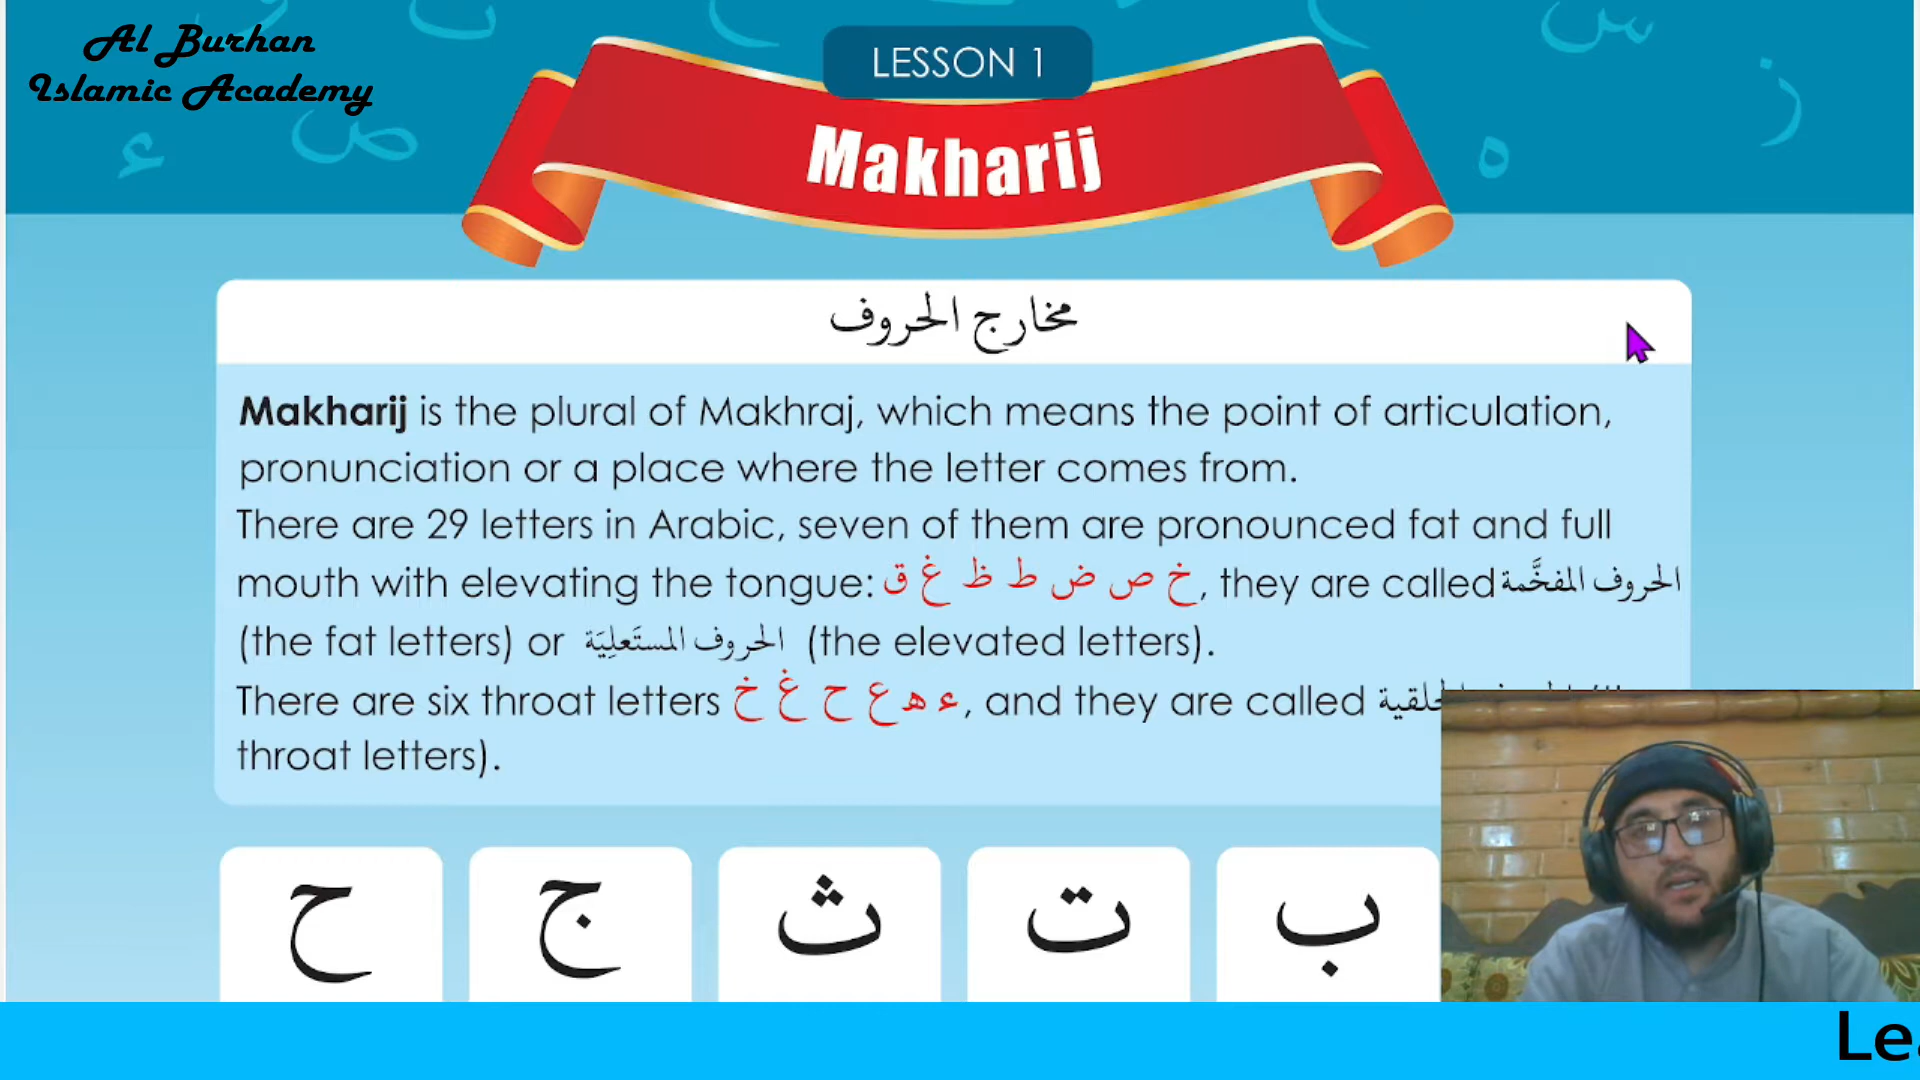 Al Burhan
Islamic Academy
LESSON 1
Makharij
مخارج الحروف
Makharij is the plural of Makhraj, which means the point of articulation,
pronunciation or a place where the letter comes from.
There are 29 letters in Arabic, seven of them are pronounced fat and full
mouth with elevating the tongue: خ ص ض ط ظ غ ق, they are called الحروف المفخَّمة
(the fat letters) or الحروف المستَعلِيَة (the elevated letters).
There are six throat letters ء ه ع ح غ خ, and they are called
throat letters).
ب ت ث ج ح